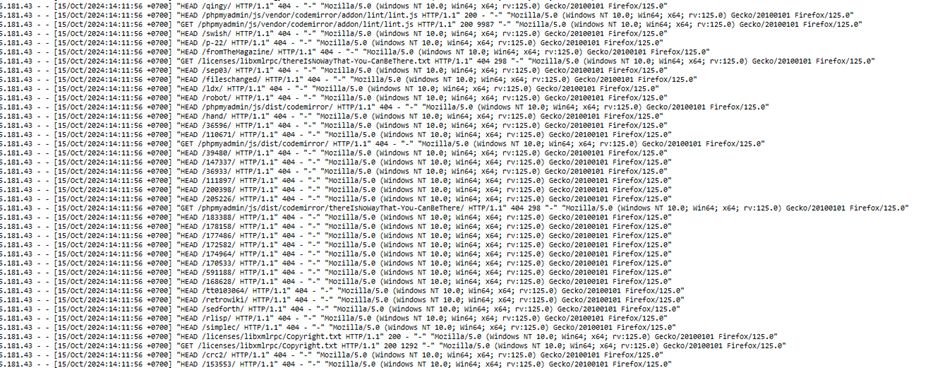 5.181.43 - - [15/Oct/2024:14:11:56 +0700] "HEAD /qingy/ HTTP/1.1" 404 - "-" "Mozilla/5.0 (Windows NT 10.0; Win64; x64; rv:125.0) Gecko/20100101 Firefox/125.0"
5.181.43 - - [15/Oct/2024:14:11:56 +0700] "HEAD /phpmyadmin/js/vendor/codemirror/addon/lint/lint.js HTTP/1.1" 200 - "-" "Mozilla/5.0 (Windows NT 10.0; Win64; x64; rv:125.0) Gecko/20100101 Firefox/125.0"
5.181.43 - - [15/Oct/2024:14:11:56 +0700] "GET /phpmyadmin/js/vendor/codemirror/addon/lint/lint.js HTTP/1.1" 200 9987 "-" "Mozilla/5.0 (Windows NT 10.0; Win64; x64; rv:125.0) Gecko/20100101 Firefox/125.0"
5.181.43 - - [15/Oct/2024:14:11:56 +0700] "HEAD /swish/ HTTP/1.1" 404 - "-" "Mozilla/5.0 (Windows NT 10.0; Win64; x64; rv:125.0) Gecko/20100101 Firefox/125.0"
5.181.43 - - [15/Oct/2024:14:11:56 +0700] "HEAD /p-22/ HTTP/1.1" 404 - "-" "Mozilla/5.0 (Windows NT 10.0; Win64; x64; rv:125.0) Gecko/20100101 Firefox/125.0"
5.181.43 - - [15/Oct/2024:14:11:56 +0700] "HEAD /fromTheMagazine/ HTTP/1.1" 404 - "-" "Mozilla/5.0 (Windows NT 10.0; Win64; x64; rv:125.0) Gecko/20100101 Firefox/125.0"
5.181.43 - - [15/Oct/2024:14:11:56 +0700] "GET /licenses/libxmlrpc/thereIsNowayThat-You-CanBeThere.txt HTTP/1.1" 404 298 "-" "Mozilla/5.0 (Windows NT 10.0; Win64; x64; rv:125.0) Gecko/20100101 Firefox/125.0"
5.181.43 - - [15/Oct/2024:14:11:56 +0700] "HEAD /sep03/ HTTP/1.1" 404 - "-" "Mozilla/5.0 (Windows NT 10.0; Win64; x64; rv:125.0) Gecko/20100101 Firefox/125.0"
5.181.43 - - [15/Oct/2024:14:11:56 +0700] "HEAD /fileschanged/ HTTP/1.1" 404 - "-" "Mozilla/5.0 (Windows NT 10.0; Win64; x64; rv:125.0) Gecko/20100101 Firefox/125.0"
5.181.43 - - [15/Oct/2024:14:11:56 +0700] "HEAD /ldx/ HTTP/1.1" 404 - "-" "Mozilla/5.0 (Windows NT 10.0; Win64; x64; rv:125.0) Gecko/20100101 Firefox/125.0"
5.181.43 - - [15/Oct/2024:14:11:56 +0700] "HEAD /robot/ HTTP/1.1" 404 - "-" "Mozilla/5.0 (Windows NT 10.0; Win64; x64; rv:125.0) Gecko/20100101 Firefox/125.0"
5.181.43 - - [15/Oct/2024:14:11:56 +0700] "HEAD /phpmyadmin/js/dist/codemirror/ HTTP/1.1" 404 - "-" "Mozilla/5.0 (Windows NT 10.0; Win64; x64; rv:125.0) Gecko/20100101 Firefox/125.0"
5.181.43 - - [15/Oct/2024:14:11:56 +0700] "HEAD /hand/ HTTP/1.1" 404 - "-" "Mozilla/5.0 (Windows NT 10.0; Win64; x64; rv:125.0) Gecko/20100101 Firefox/125.0"
5.181.43 - - [15/Oct/2024:14:11:56 +0700] "HEAD /36596/ HTTP/1.1" 404 - "-" "Mozilla/5.0 (Windows NT 10.0; Win64; x64; rv:125.0) Gecko/20100101 Firefox/125.0"
5.181.43 - - [15/Oct/2024:14:11:56 +0700] "HEAD /110671/ HTTP/1.1" 404 - "-" "Mozilla/5.0 (Windows NT 10.0; Win64; x64; rv:125.0) Gecko/20100101 Firefox/125.0"
5.181.43 - - [15/Oct/2024:14:11:56 +0700] "GET /phpmyadmin/js/dist/codemirror/ HTTP/1.1" 404 - "-" "Mozilla/5.0 (Windows NT 10.0; Win64; x64; rv:125.0) Gecko/20100101 Firefox/125.0"
5.181.43 - - [15/Oct/2024:14:11:56 +0700] "HEAD /39480/ HTTP/1.1" 404 - "-" "Mozilla/5.0 (Windows NT 10.0; Win64; x64; rv:125.0) Gecko/20100101 Firefox/125.0"
5.181.43 - - [15/Oct/2024:14:11:56 +0700] "HEAD /147337/ HTTP/1.1" 404 - "-" "Mozilla/5.0 (Windows NT 10.0; Win64; x64; rv:125.0) Gecko/20100101 Firefox/125.0"
5.181.43 - - [15/Oct/2024:14:11:56 +0700] "HEAD /36933/ HTTP/1.1" 404 - "-" "Mozilla/5.0 (Windows NT 10.0; Win64; x64; rv:125.0) Gecko/20100101 Firefox/125.0"
5.181.43 - - [15/Oct/2024:14:11:56 +0700] "HEAD /111897/ HTTP/1.1" 404 - "-" "Mozilla/5.0 (Windows NT 10.0; Win64; x64; rv:125.0) Gecko/20100101 Firefox/125.0"
5.181.43 - - [15/Oct/2024:14:11:56 +0700] "HEAD /200398/ HTTP/1.1" 404 - "-" "Mozilla/5.0 (Windows NT 10.0; Win64; x64; rv:125.0) Gecko/20100101 Firefox/125.0"
5.181.43 - - [15/Oct/2024:14:11:56 +0700] "HEAD /205226/ HTTP/1.1" 404 - "-" "Mozilla/5.0 (Windows NT 10.0; Win64; x64; rv:125.0) Gecko/20100101 Firefox/125.0"
5.181.43 - - [15/Oct/2024:14:11:56 +0700] "GET /phpmyadmin/js/dist/codemirror/thereIsNowayThat-You-CanBeThere/ HTTP/1.1" 404 298 "-" "Mozilla/5.0 (Windows NT 10.0; Win64; x64; rv:125.0) Gecko/20100101 Firefox/125.0"
5.181.43 - - [15/Oct/2024:14:11:56 +0700] "HEAD /183388/ HTTP/1.1" 404 - "-" "Mozilla/5.0 (Windows NT 10.0; Win64; x64; rv:125.0) Gecko/20100101 Firefox/125.0"
5.181.43 - - [15/Oct/2024:14:11:56 +0700] "HEAD /178158/ HTTP/1.1" 404 - "-" "Mozilla/5.0 (Windows NT 10.0; Win64; x64; rv:125.0) Gecko/20100101 Firefox/125.0"
5.181.43 - - [15/Oct/2024:14:11:56 +0700] "HEAD /177486/ HTTP/1.1" 404 - "-" "Mozilla/5.0 (Windows NT 10.0; Win64; x64; rv:125.0) Gecko/20100101 Firefox/125.0"
5.181.43 - - [15/Oct/2024:14:11:56 +0700] "HEAD /172582/ HTTP/1.1" 404 - "-" "Mozilla/5.0 (Windows NT 10.0; Win64; x64; rv:125.0) Gecko/20100101 Firefox/125.0"
5.181.43 - - [15/Oct/2024:14:11:56 +0700] "HEAD /174964/ HTTP/1.1" 404 - "-" "Mozilla/5.0 (Windows NT 10.0; Win64; x64; rv:125.0) Gecko/20100101 Firefox/125.0"
5.181.43 - - [15/Oct/2024:14:11:56 +0700] "HEAD /170533/ HTTP/1.1" 404 - "-" "Mozilla/5.0 (Windows NT 10.0; Win64; x64; rv:125.0) Gecko/20100101 Firefox/125.0"
5.181.43 - - [15/Oct/2024:14:11:56 +0700] "HEAD /591188/ HTTP/1.1" 404 - "-" "Mozilla/5.0 (Windows NT 10.0; Win64; x64; rv:125.0) Gecko/20100101 Firefox/125.0"
5.181.43 - - [15/Oct/2024:14:11:56 +0700] "HEAD /168628/ HTTP/1.1" 404 - "-" "Mozilla/5.0 (Windows NT 10.0; Win64; x64; rv:125.0) Gecko/20100101 Firefox/125.0"
5.181.43 - - [15/Oct/2024:14:11:56 +0700] "HEAD /tt0103064/ HTTP/1.1" 404 - "-" "Mozilla/5.0 (Windows NT 10.0; Win64; x64; rv:125.0) Gecko/20100101 Firefox/125.0"
5.181.43 - - [15/Oct/2024:14:11:56 +0700] "HEAD /retrowiki/ HTTP/1.1" 404 - "-" "Mozilla/5.0 (Windows NT 10.0; Win64; x64; rv:125.0) Gecko/20100101 Firefox/125.0"
5.181.43 - - [15/Oct/2024:14:11:56 +0700] "HEAD /sedforth/ HTTP/1.1" 404 - "-" "Mozilla/5.0 (Windows NT 10.0; Win64; x64; rv:125.0) Gecko/20100101 Firefox/125.0"
5.181.43 - - [15/Oct/2024:14:11:56 +0700] "HEAD /rlisp/ HTTP/1.1" 404 - "-" "Mozilla/5.0 (Windows NT 10.0; Win64; x64; rv:125.0) Gecko/20100101 Firefox/125.0"
5.181.43 - - [15/Oct/2024:14:11:56 +0700] "HEAD /simplec/ HTTP/1.1" 404 - "-" "Mozilla/5.0 (Windows NT 10.0; Win64; x64; rv:125.0) Gecko/20100101 Firefox/125.0"
5.181.43 - - [15/Oct/2024:14:11:56 +0700] "HEAD /licenses/libxmlrpc/Copyright.txt HTTP/1.1" 200 - "-" "Mozilla/5.0 (Windows NT 10.0; Win64; x64; rv:125.0) Gecko/20100101 Firefox/125.0"
5.181.43 - - [15/Oct/2024:14:11:56 +0700] "GET /licenses/libxmlrpc/Copyright.txt HTTP/1.1" 200 1292 "-" "Mozilla/5.0 (Windows NT 10.0; Win64; x64; rv:125.0) Gecko/20100101 Firefox/125.0"
5.181.43 - - [15/Oct/2024:14:11:56 +0700] "HEAD /crc2/ HTTP/1.1" 404 - "-" "Mozilla/5.0 (Windows NT 10.0; Win64; x64; rv:125.0) Gecko/20100101 Firefox/125.0"
5.181.43 - - [15/Oct/2024:14:11:56 +0700] "HEAD /153553/ HTTP/1.1" 404 - "-" "Mozilla/5.0 (Windows NT 10.0; Win64; x64; rv:125.0) Gecko/20100101 Firefox/125.0"